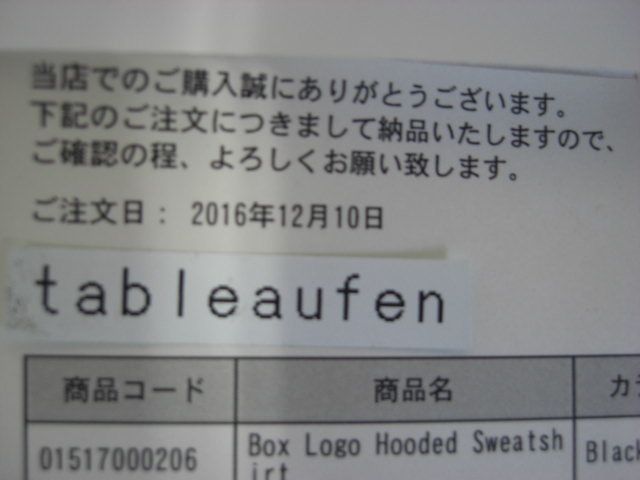 当店でのご購入誠にありがとうございます。
下記のご注文につきまして納品いたしますので、
ご確認の程、よろしくお願い致します。
ご注文日： 2016年12月10日
tableaufen
商品コード 商品名 カラ
01517000206 Box Logo Hooded Sweatsh Black
irt